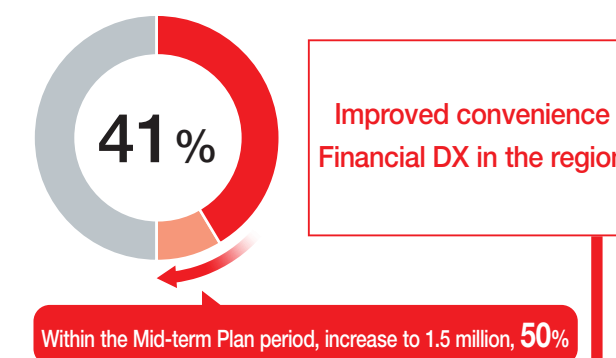 41%
Improved convenience
Financial DX in the region
Within the Mid-term Plan period, increase to 1.5 million, 50%